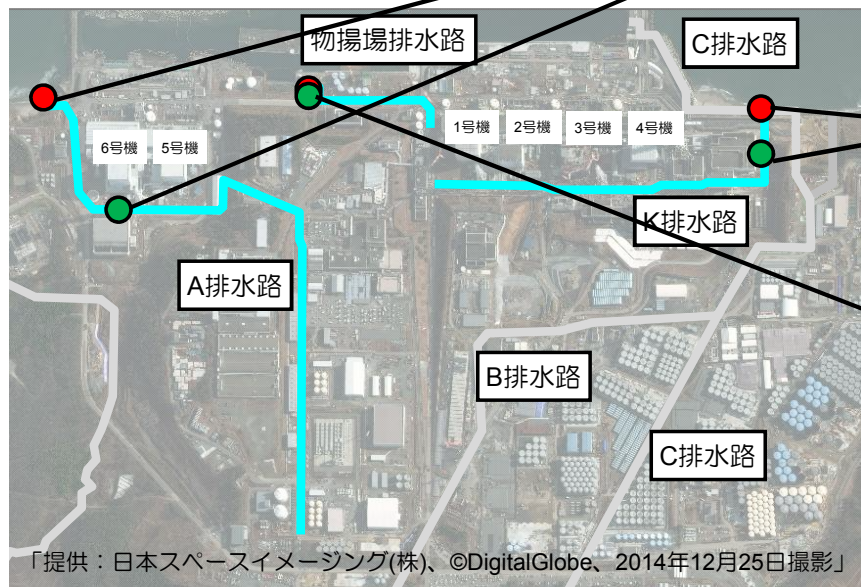 物揚場排水路
C排水路
1号機
2号機
3号機
4号機
6号機
5号機
K排水路
A排水路
B排水路
C排水路
「提供：日本スペースイメージング(株)、©DigitalGlobe、2014年12月25日撮影」